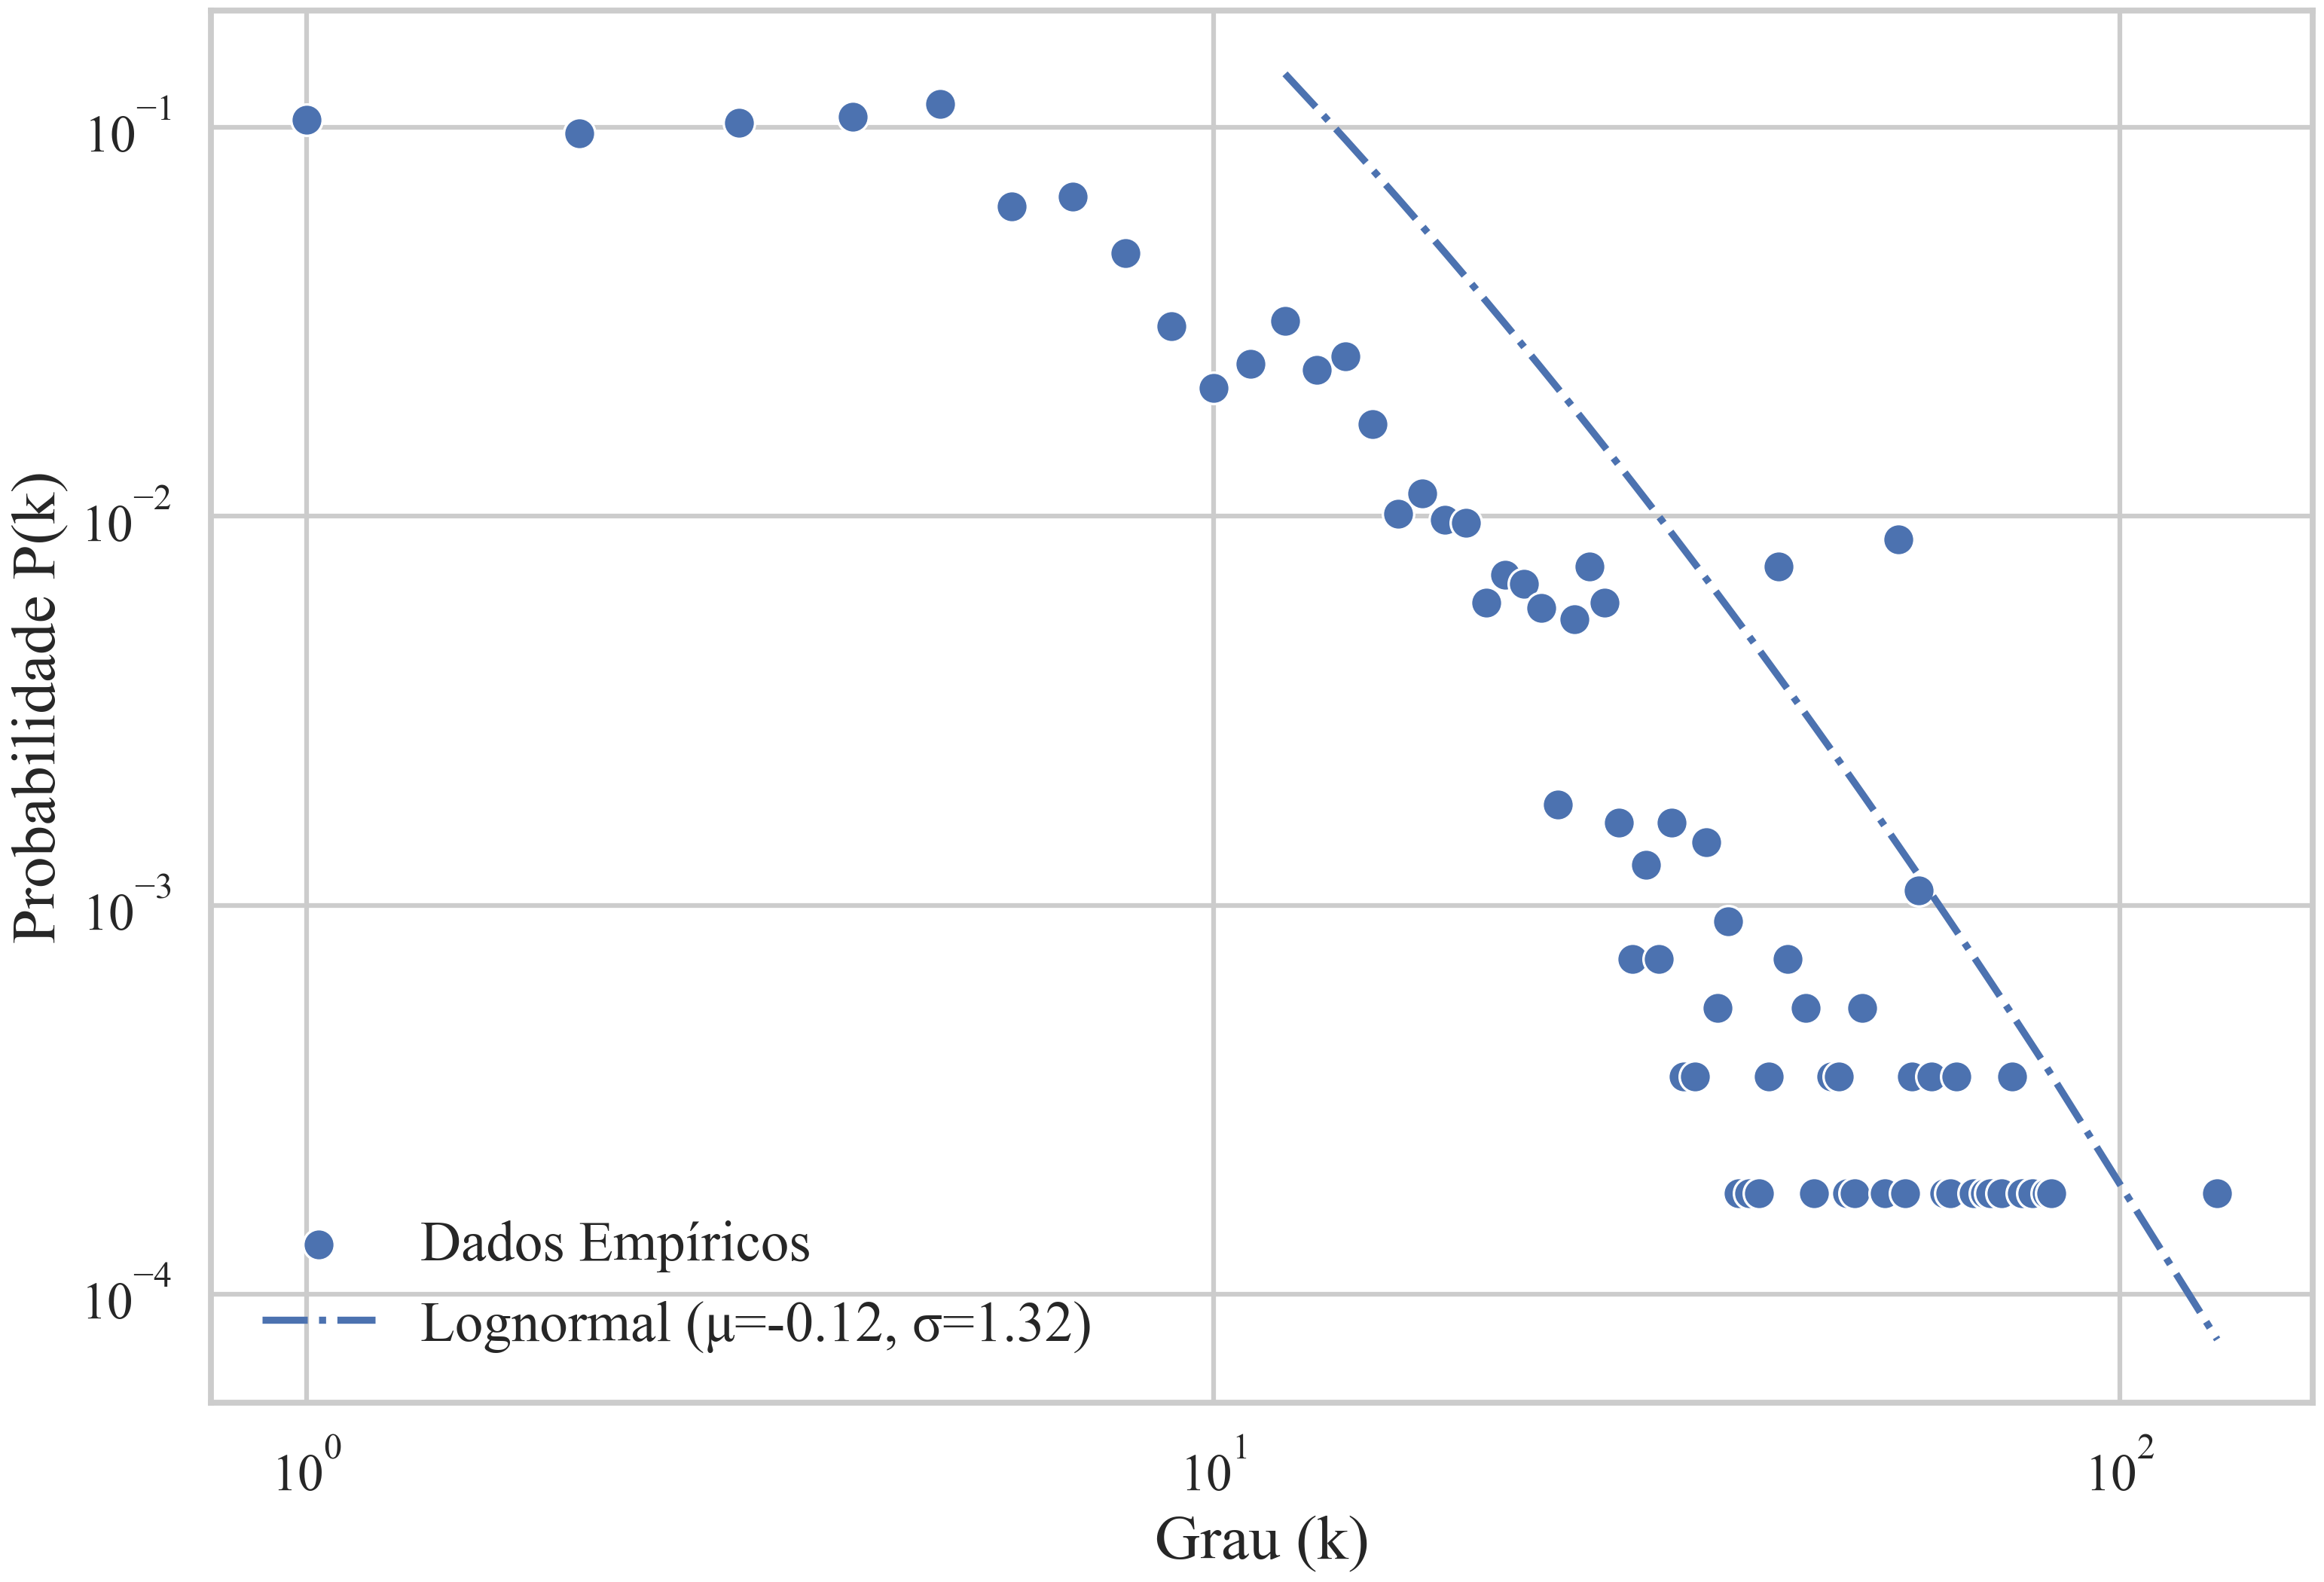 Probabilidade P(k)
10⁻¹
10⁻²
10⁻³
10⁻⁴
Dados Empíricos
Lognormal (μ=-0.12, σ=1.32)
10⁰
10¹
10²
Grau (k)